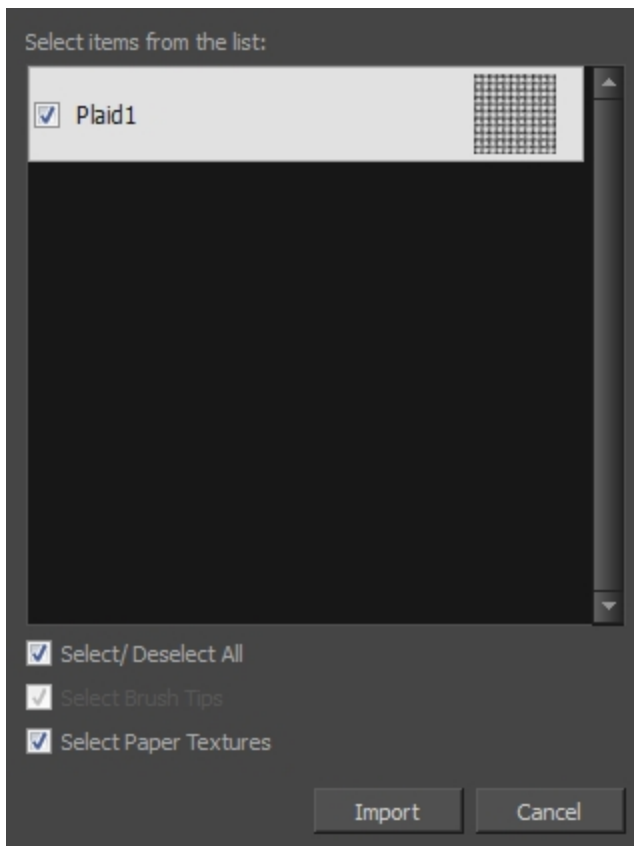 Select items from the list:
Plaid1
Select/ Deselect All
Select Brush Tips
Select Paper Textures
Import Cancel